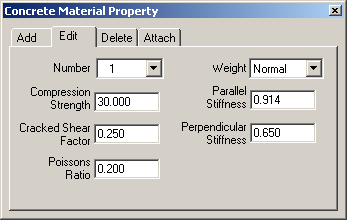 Concrete Material Property
Add Edit Delete Attach
Number 1 Weight Normal
Compression Strength 30.000 Parallel Stiffness 0.914
Cracked Shear Factor 0.250 Perpendicular Stiffness 0.650
Poissons Ratio 0.200